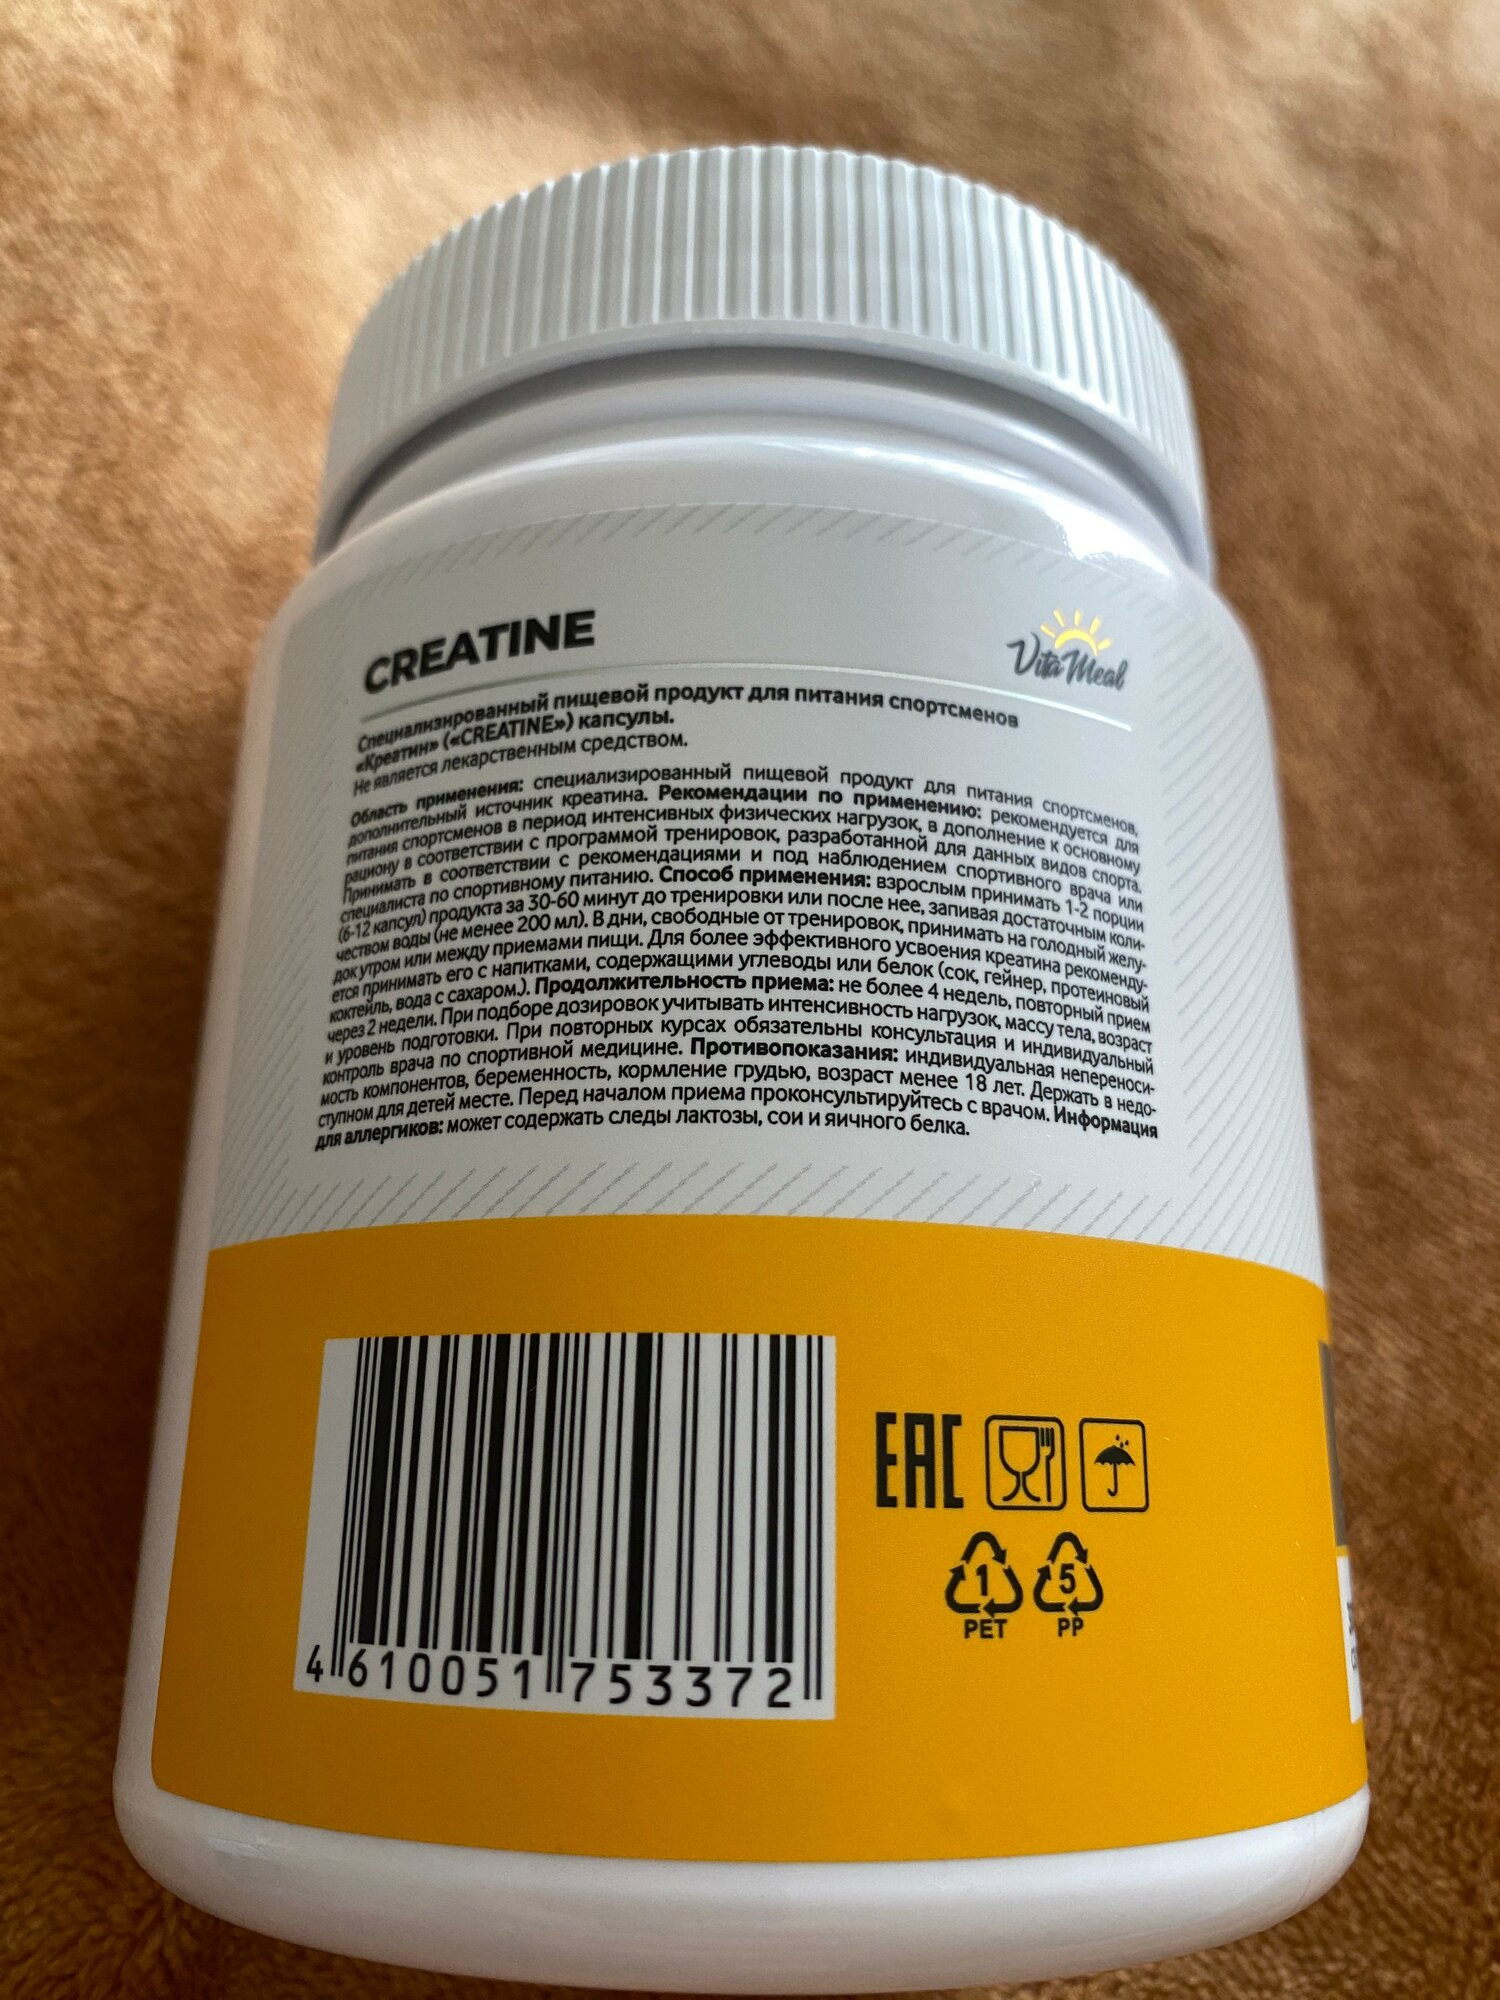 CREATINE
Vita Meal
Специализированный пищевой продукт для питания спортсменов
«Креатин» («CREATINE») капсулы.
Не является лекарственным средством.
Область применения: специализированный пищевой продукт для питания спортсменов,
дополнительный источник креатина. Рекомендации по применению: рекомендуется для
питания спортсменов в период интенсивных физических нагрузок, в дополнение к основному
рациону в соответствии с программой тренировок, разработанной для данных видов спорта.
Принимать в соответствии с рекомендациями и под наблюдением спортивного врача или
специалиста по спортивному питанию. Способ применения: взрослым принимать 1-2 порции
(6-12 капсул) продукта за 30-60 минут до тренировки или после нее, запивая достаточным коли-
чеством воды (не менее 200 мл). В дни, свободные от тренировок, принимать на голодный желу-
док утром или между приемами пищи. Для более эффективного усвоения креатина рекоменду-
ется принимать его с напитками, содержащими углеводы или белок (сок, гейнер, протеиновый
коктейль, вода с сахаром.). Продолжительность приема: не более 4 недель, повторный прием
через 2 недели. При подборе дозировок учитывать интенсивность нагрузок, массу тела, возраст
и уровень подготовки. При повторных курсах обязательны консультация и индивидуальный
контроль врача по спортивной медицине. Противопоказания: индивидуальная непереноси-
мость компонентов, беременность, кормление грудью, возраст менее 18 лет. Держать в недо-
ступном для детей месте. Перед началом приема проконсультируйтесь с врачом. Информация
для аллергиков: может содержать следы лактозы, сои и яичного белка.
EAC
1 5
PET PP
4 610051 753372